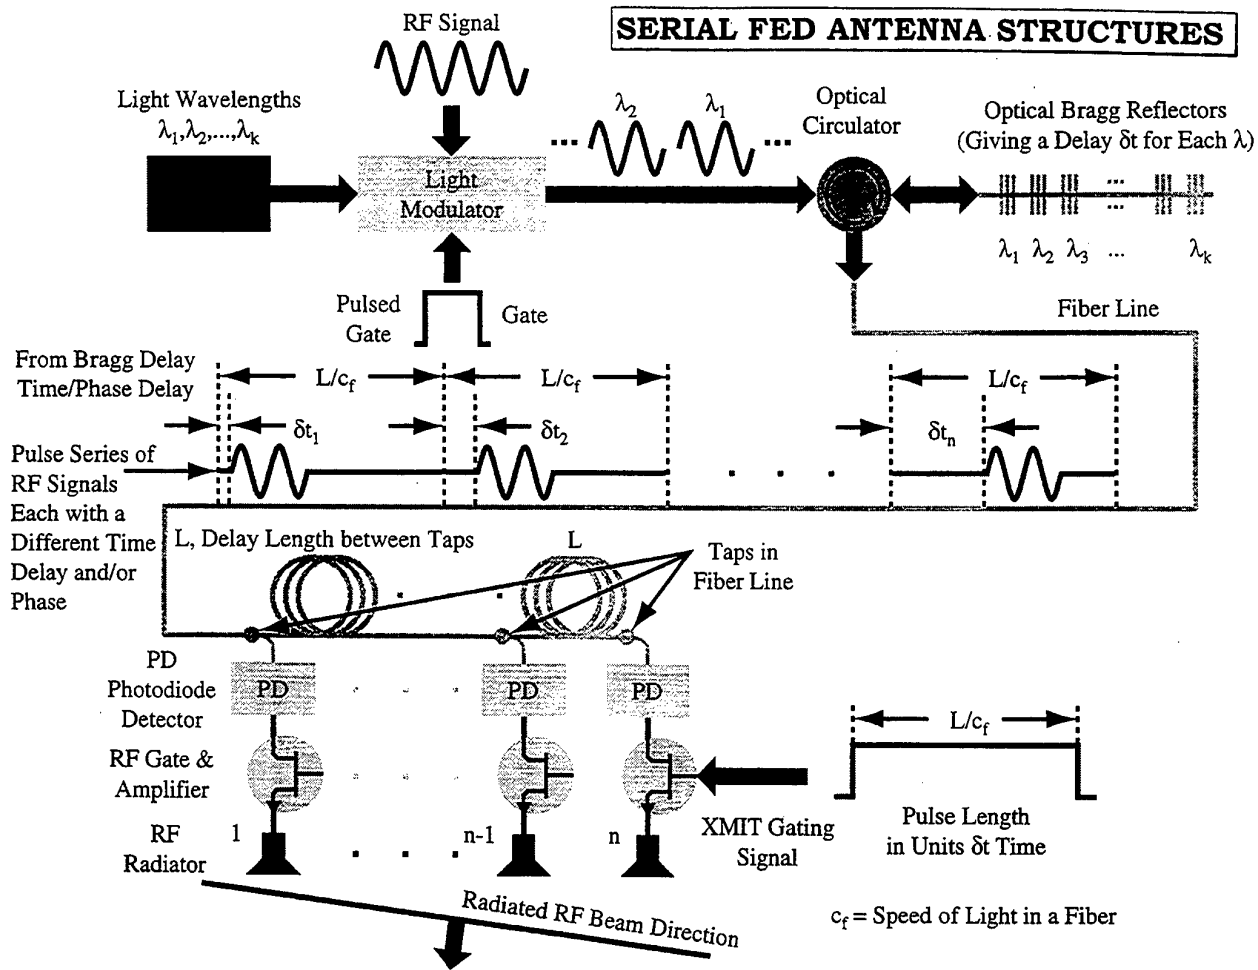 SERIAL FED ANTENNA STRUCTURES
RF Signal
Light Wavelengths
λ1,λ2,...,λk
Light
Modulator
... λ2 λ1 ...
Optical
Circulator
Optical Bragg Reflectors
(Giving a Delay δt for Each λ)
...
...
λ1 λ2 λ3 ... λk
Pulsed
Gate
Gate
Fiber Line
From Bragg Delay
Time/Phase Delay
L/cf
L/cf
L/cf
δt1
δt2
δtn
Pulse Series of
RF Signals
Each with a
Different Time
Delay and/or
Phase
. . .
L, Delay Length between Taps
L
Taps in
Fiber Line
PD
Photodiode
Detector
PD
PD
PD
RF Gate &
Amplifier
RF
Radiator
1
n-1
n
XMIT Gating
Signal
L/cf
Pulse Length
in Units δt Time
Radiated RF Beam Direction
cf = Speed of Light in a Fiber